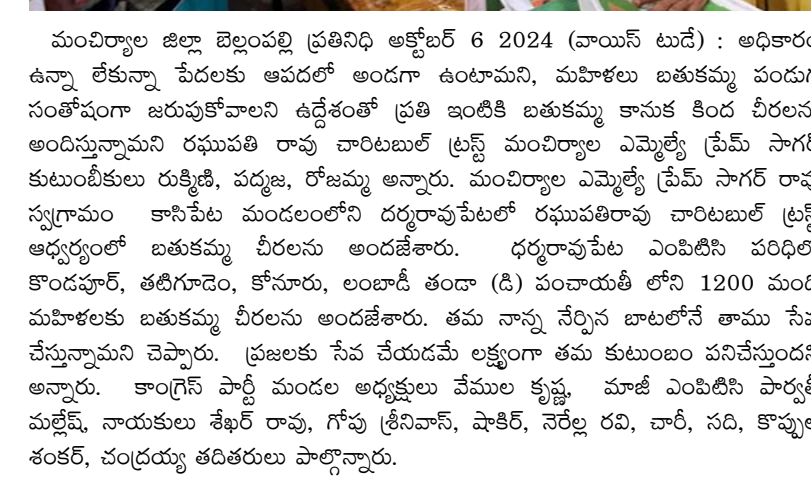 మంచిర్యాల జిల్లా బెల్లంపల్లి ప్రతినిధి అక్టోబర్ 6 2024 (వాయిస్ టుడే) : అధికారం
ఉన్నా లేకున్నా పేదలకు ఆపదలో అండగా ఉంటామని, మహిళలు బతుకమ్మ పండుగ
సంతోషంగా జరుపుకోవాలని ఉద్దేశంతో ప్రతి ఇంటికి బతుకమ్మ కానుక కింద చీరలను
అందిస్తున్నామని రఘుపతి రావు చారిటబుల్ ట్రస్ట్ మంచిర్యాల ఎమ్మెల్యే ప్రేమ్ సాగర్
కుటుంబీకులు రుక్మిణి, పద్మజ, రోజమ్మ అన్నారు. మంచిర్యాల ఎమ్మెల్యే ప్రేమ్ సాగర్ రావు
స్వగ్రామం కాసిపేట మండలంలోని దర్మరావుపేటలో రఘుపతిరావు చారిటబుల్ ట్రస్ట్
ఆధ్వర్యంలో బతుకమ్మ చీరలను అందజేశారు. ధర్మరావుపేట ఎంపిటిసి పరిధిలో
కొండపూర్, తటిగూడెం, కోనూరు, లంబాడీ తండా (డి) పంచాయతీ లోని 1200 మంది
మహిళలకు బతుకమ్మ చీరలను అందజేశారు. తమ నాన్న నేర్పిన బాటలోనే తాము సేవ
చేస్తున్నామని చెప్పారు. ప్రజలకు సేవ చేయడమే లక్ష్యంగా తమ కుటుంబం పనిచేస్తుందని
అన్నారు. కాంగ్రెస్ పార్టీ మండల అధ్యక్షులు వేముల కృష్ణ, మాజీ ఎంపిటిసి పార్వతి
మల్లేష్, నాయకులు శేఖర్ రావు, గోపు శ్రీనివాస్, షాకిర్, నెరేల్ల రవి, చారీ, సది, కొప్పుల
శంకర్, చంద్రయ్య తదితరులు పాల్గొన్నారు.